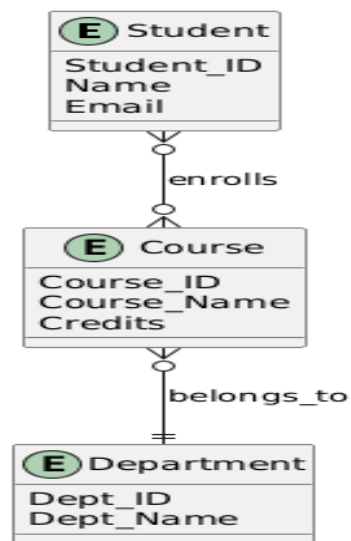 E Student
Student_ID
Name
Email
enrolls
E Course
Course_ID
Course_Name
Credits
belongs_to
E Department
Dept_ID
Dept_Name